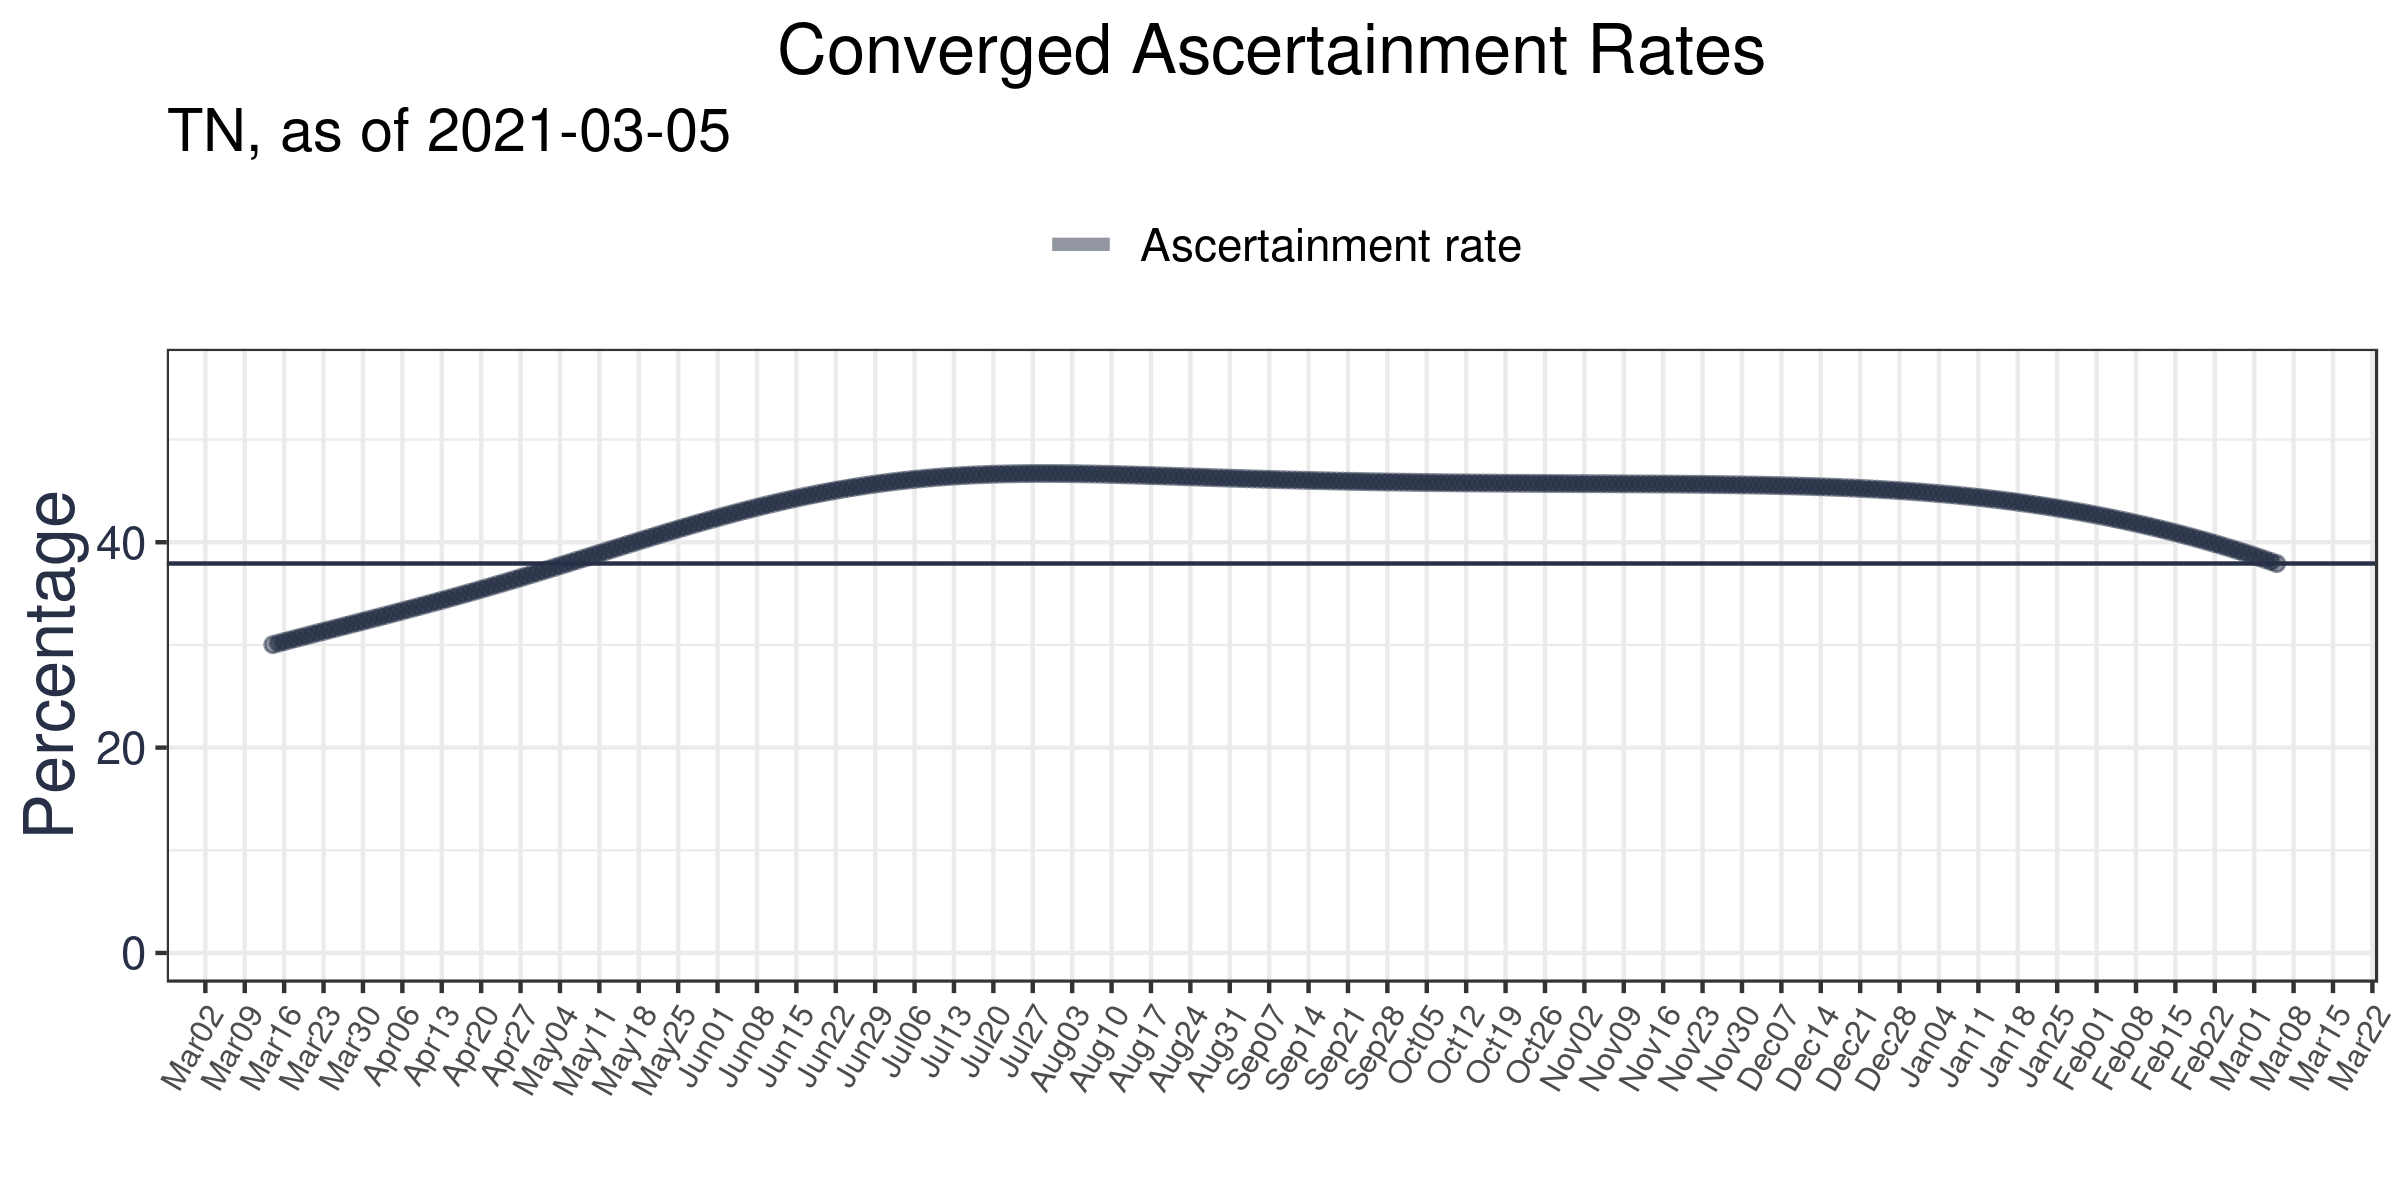 Converged Ascertainment Rates
TN, as of 2021-03-05
Ascertainment rate
Percentage
40
20
0
Mar02
Mar09
Mar16
Mar23
Mar30
Apr06
Apr13
Apr20
Apr27
May04
May11
May18
May25
Jun01
Jun08
Jun15
Jun22
Jun29
Jul06
Jul13
Jul20
Jul27
Aug03
Aug10
Aug17
Aug24
Aug31
Sep07
Sep14
Sep21
Sep28
Oct05
Oct12
Oct19
Oct26
Nov02
Nov09
Nov16
Nov23
Nov30
Dec07
Dec14
Dec21
Dec28
Jan04
Jan11
Jan18
Jan25
Feb01
Feb08
Feb15
Feb22
Mar01
Mar08
Mar15
Mar22